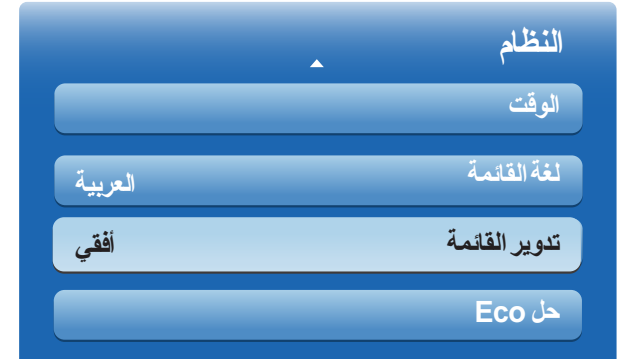 النظام
الوقت
لغة القائمة العربية
تدوير القائمة أفقي
حل Eco